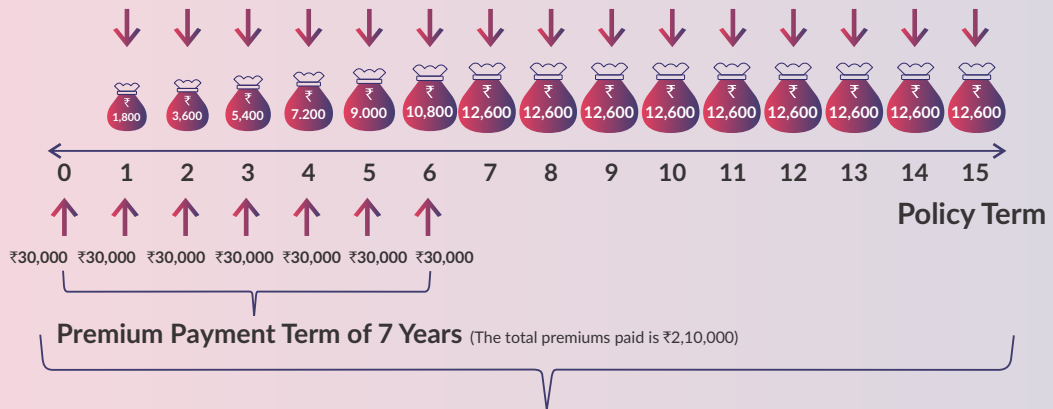 ₹ ₹ ₹ ₹ ₹ ₹ ₹ ₹ ₹ ₹ ₹ ₹ ₹ ₹ ₹
1,800 3,600 5,400 7.200 9.000 10,800 12,600 12,600 12,600 12,600 12,600 12,600 12,600 12,600 12,600
0 1 2 3 4 5 6 7 8 9 10 11 12 13 14 15
Policy Term
₹30,000 ₹30,000 ₹30,000 ₹30,000 ₹30,000 ₹30,000 ₹30,000
Premium Payment Term of 7 Years (The total premiums paid is ₹2,10,000)